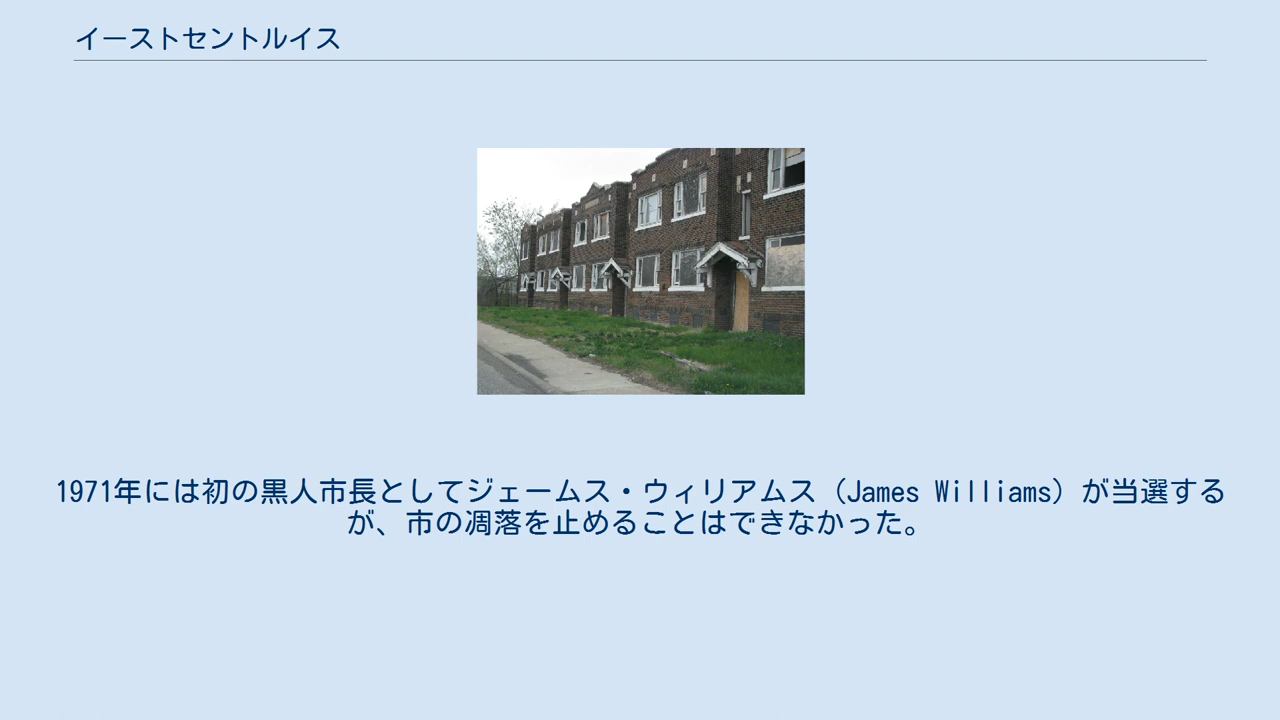 イーストセントルイス
1971年には初の黒人市長としてジェームス・ウィリアムス（James Williams）が当選する
が、市の凋落を止めることはできなかった。